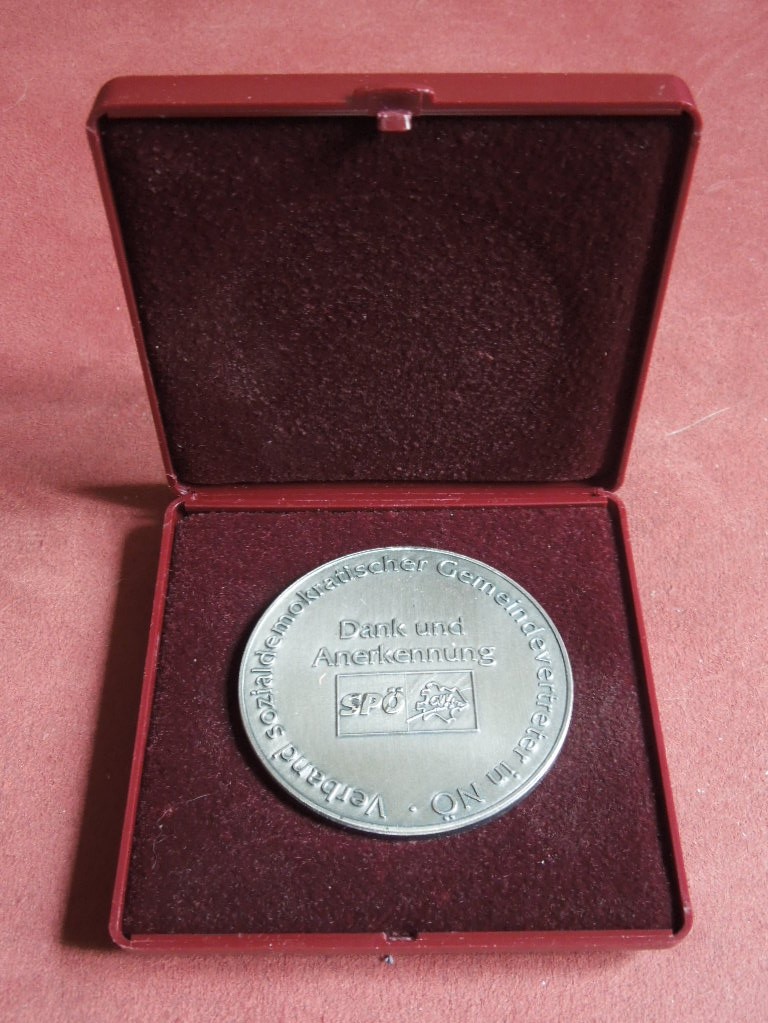 Verband sozialdemokratischer Gemeindevertreter in NÖ •
Dank und
Anerkennung
SPÖ